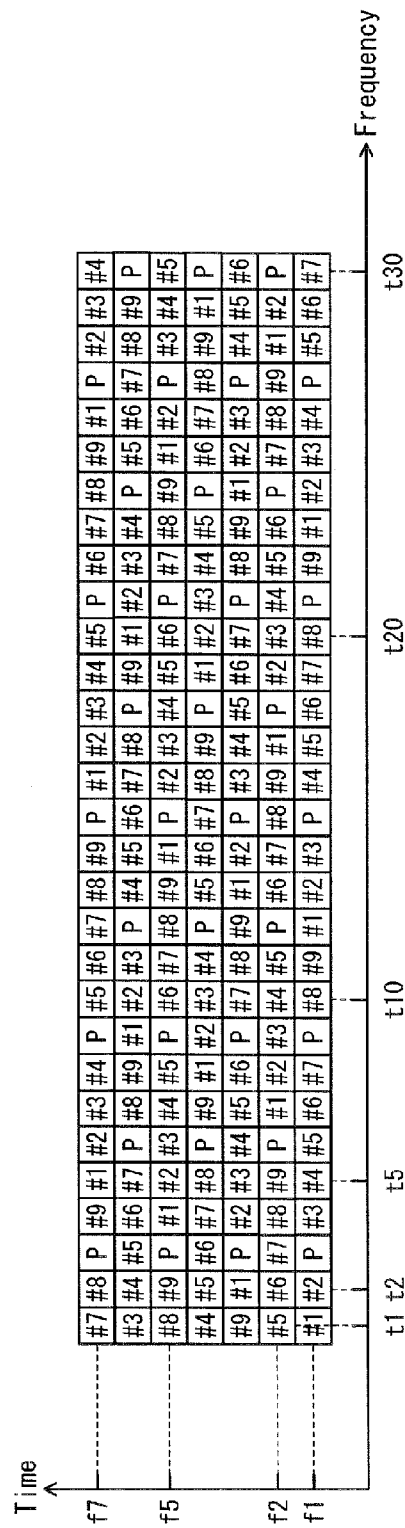 Time
f7 #7 #8 P #9 #1 #2 #3 #4 P #5 #6 #7 #8 #9 P #1 #2 #3 #4 #5 P #6 #7 #8 #9 #1 P #2 #3 #4
#3 #4 #5 #6 #7 P #8 #9 #1 #2 #3 P #4 #5 #6 #7 #8 P #9 #1 #2 #3 #4 P #5 #6 #7 #8 #9 P
f5 #8 #9 P #1 #2 #3 #4 #5 P #6 #7 #8 #9 #1 P #2 #3 #4 #5 #6 P #7 #8 #9 #1 #2 P #3 #4 #5
#4 #5 #6 #7 #8 P #9 #1 #2 #3 #4 P #5 #6 #7 #8 #9 P #1 #2 #3 #4 #5 P #6 #7 #8 #9 #1 P
#9 #1 P #2 #3 #4 #5 #6 P #7 #8 #9 #1 #2 P #3 #4 #5 #6 #7 P #8 #9 #1 #2 #3 P #4 #5 #6
f2 #5 #6 #7 #8 #9 P #1 #2 #3 #4 #5 P #6 #7 #8 #9 #1 P #2 #3 #4 #5 #6 P #7 #8 #9 #1 #2 P
f1 #1 #2 P #3 #4 #5 #6 #7 P #8 #9 #1 #2 #3 P #4 #5 #6 #7 #8 P #9 #1 #2 #3 #4 P #5 #6 #7
Frequency
t1 t2 t5 t10 t20 t30